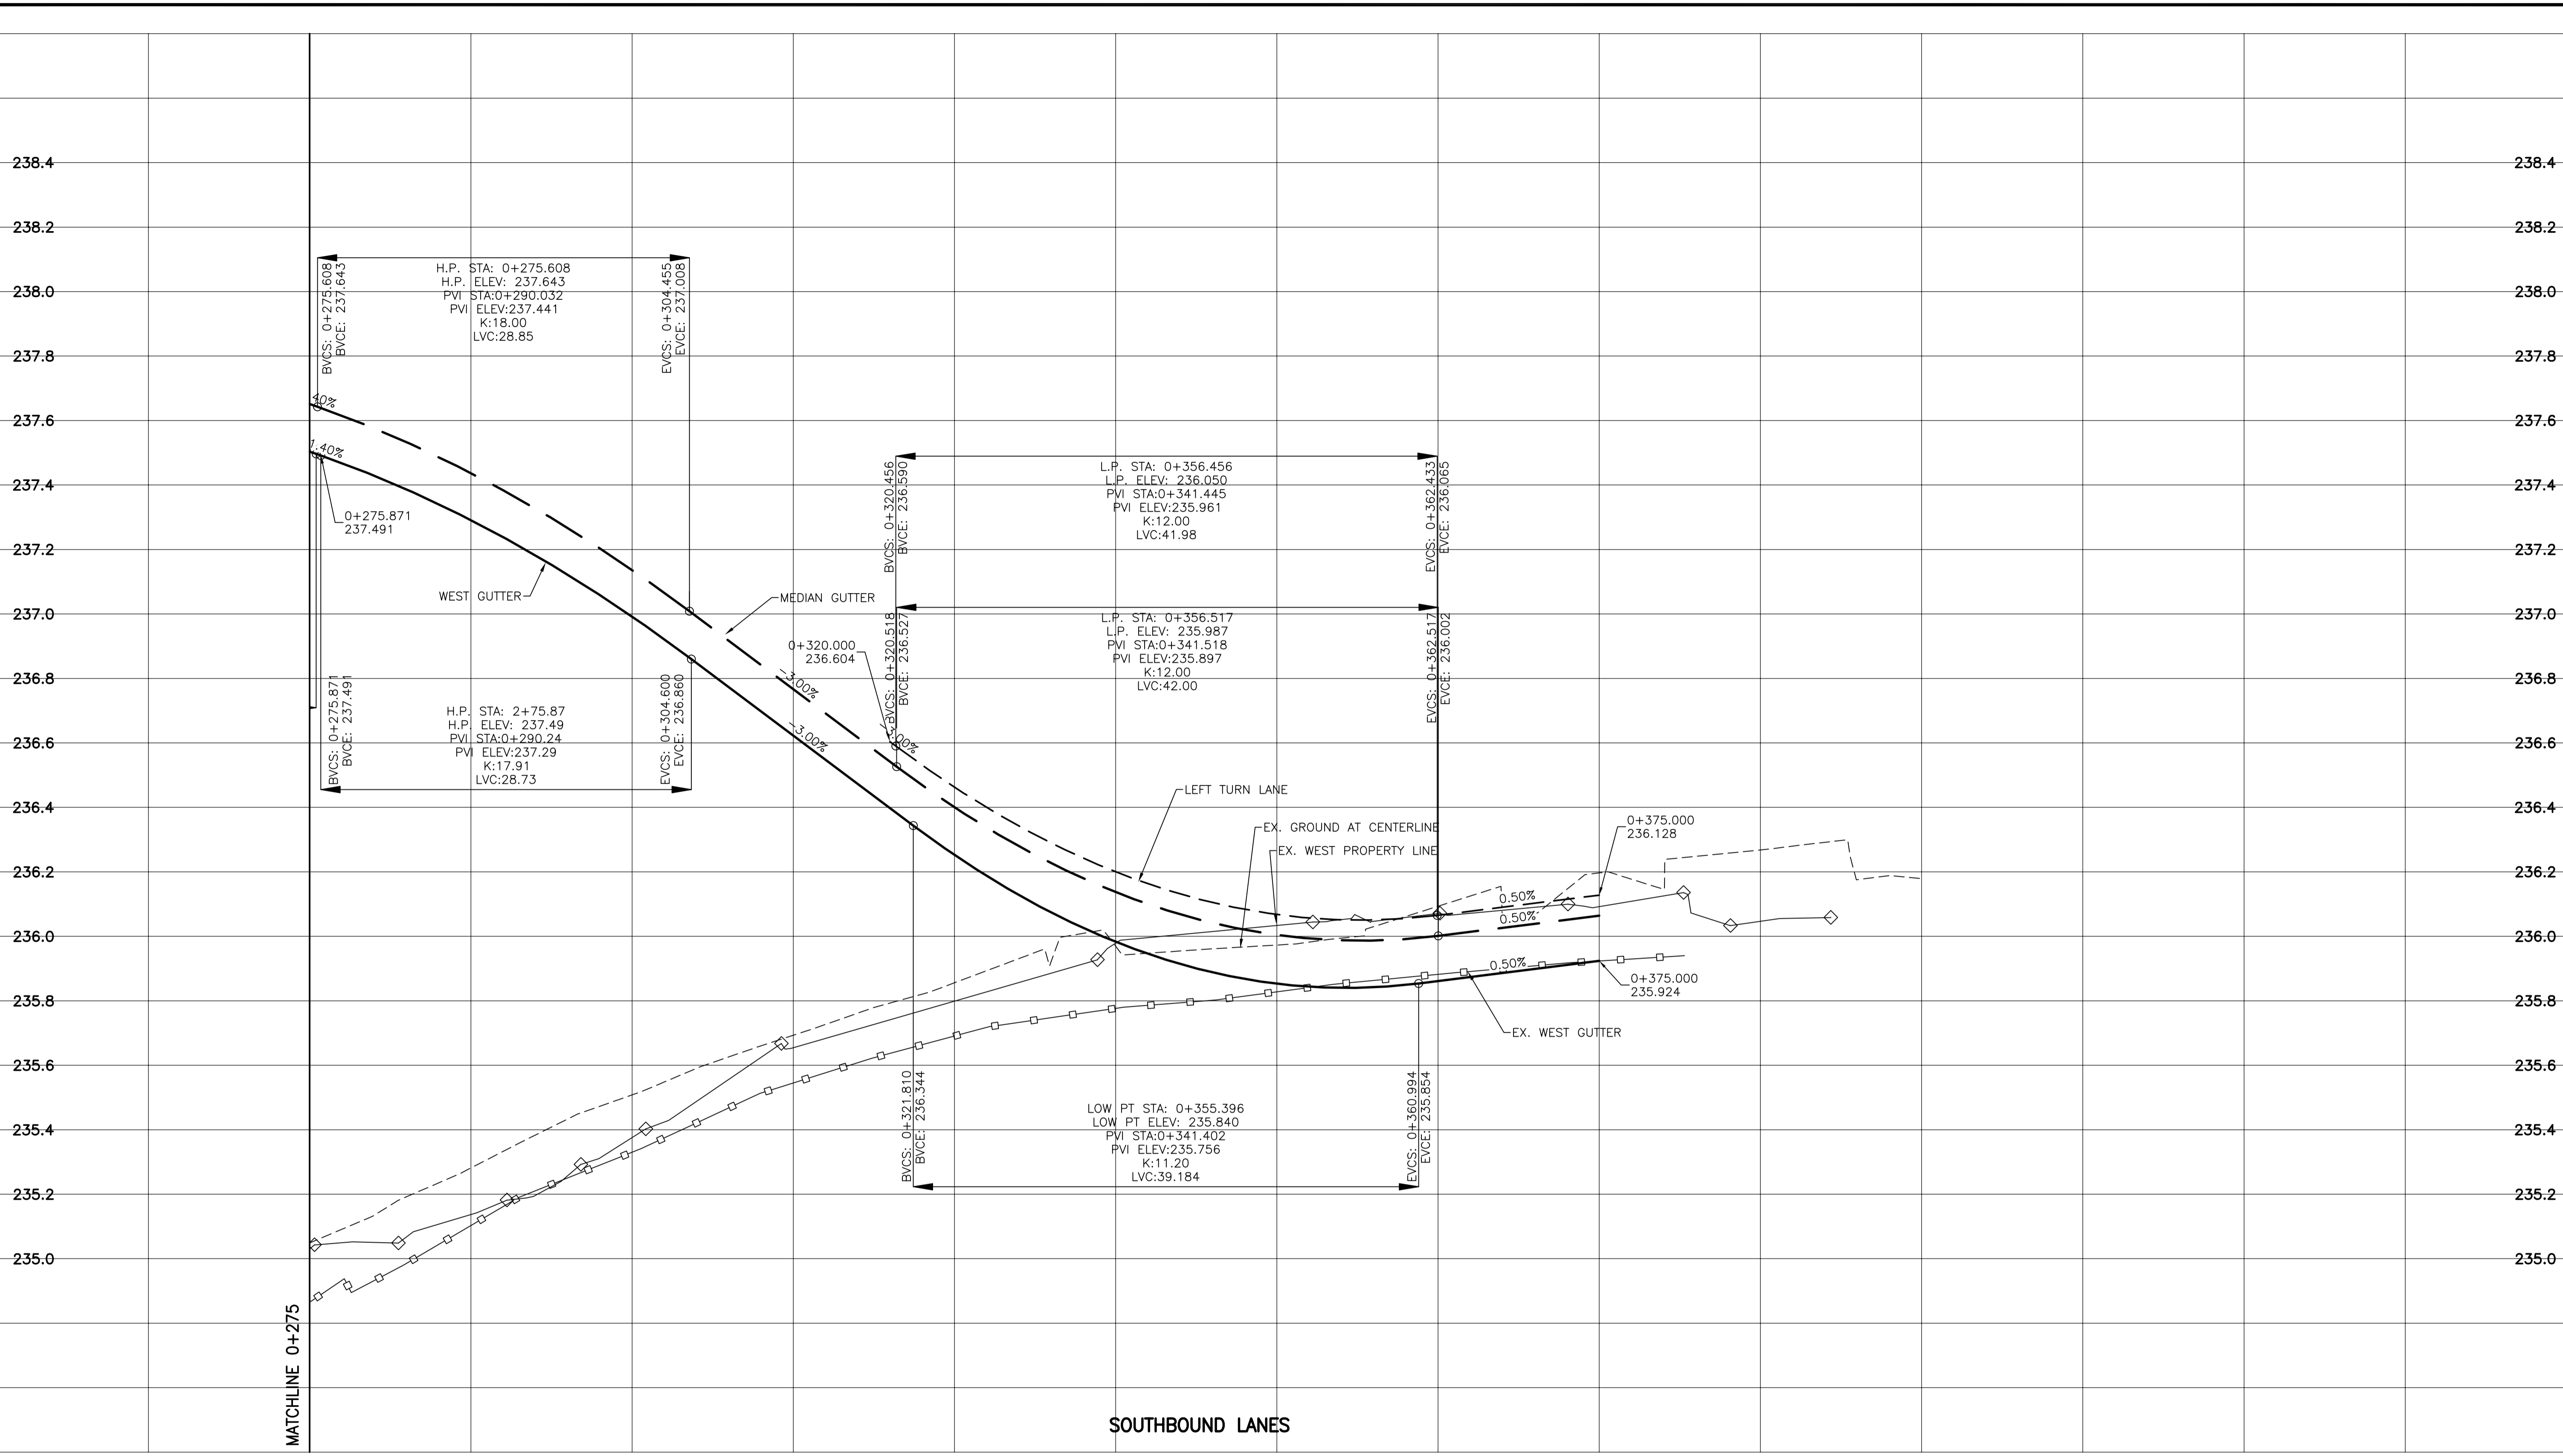 238.4
238.4
238.2
238.2
238.0
238.0
237.8
237.8
237.6
237.6
237.4
237.4
237.2
237.2
237.0
237.0
236.8
236.8
236.6
236.6
236.4
236.4
236.2
236.2
236.0
236.0
235.8
235.8
235.6
235.6
235.4
235.4
235.2
235.2
235.0
235.0
BVCS: 0+275.608
BVCE: 237.643
H.P. STA: 0+275.608
H.P. ELEV: 237.643
PVI STA:0+290.032
PVI ELEV:237.441
K:18.00
LVC:28.85
EVCS: 0+304.455
EVCE: 237.008
40%
1.40%
0+275.871
237.491
WEST GUTTER
MEDIAN GUTTER
BVCS: 0+275.871
BVCE: 237.491
H.P. STA: 2+75.87
H.P. ELEV: 237.49
PVI STA:0+290.24
PVI ELEV:237.29
K:17.91
LVC:28.73
EVCS: 0+304.600
EVCE: 236.860
-3.00%
-3.00%
-3.00%
0+320.000
236.604
BVCS: 0+320.456
BVCE: 236.590
L.P. STA: 0+356.456
L.P. ELEV: 236.050
PVI STA:0+341.445
PVI ELEV:235.961
K:12.00
LVC:41.98
EVCS: 0+362.433
EVCE: 236.065
BVCS: 0+320.518
BVCE: 236.527
L.P. STA: 0+356.517
L.P. ELEV: 235.987
PVI STA:0+341.518
PVI ELEV:235.897
K:12.00
LVC:42.00
EVCS: 0+362.517
EVCE: 236.002
LEFT TURN LANE
EX. GROUND AT CENTERLINE
EX. WEST PROPERTY LINE
0+375.000
236.128
0.50%
0.50%
0.50%
0+375.000
235.924
EX. WEST GUTTER
BVCS: 0+321.810
BVCE: 236.344
LOW PT STA: 0+355.396
LOW PT ELEV: 235.840
PVI STA:0+341.402
PVI ELEV:235.756
K:11.20
LVC:39.184
EVCS: 0+360.994
EVCE: 235.854
MATCHLINE 0+275
SOUTHBOUND LANES